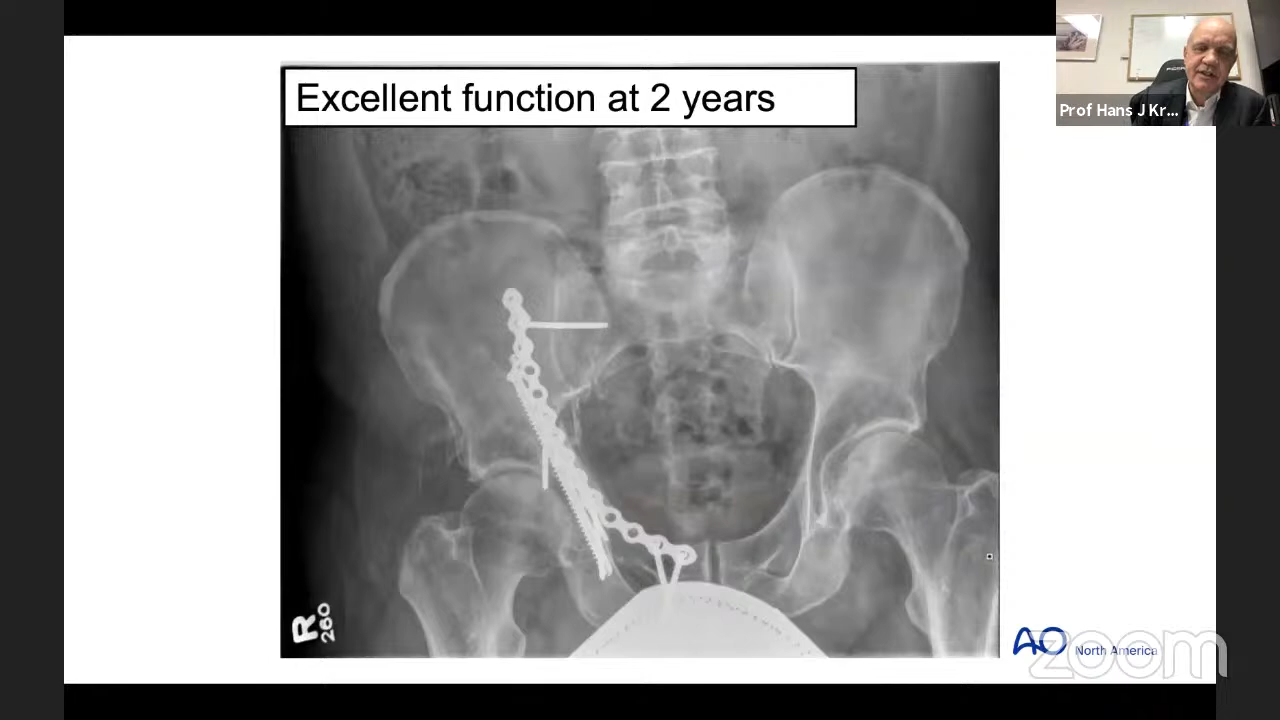 Excellent function at 2 years
Prof Hans J Kr...
R
260
AO North America
zoom